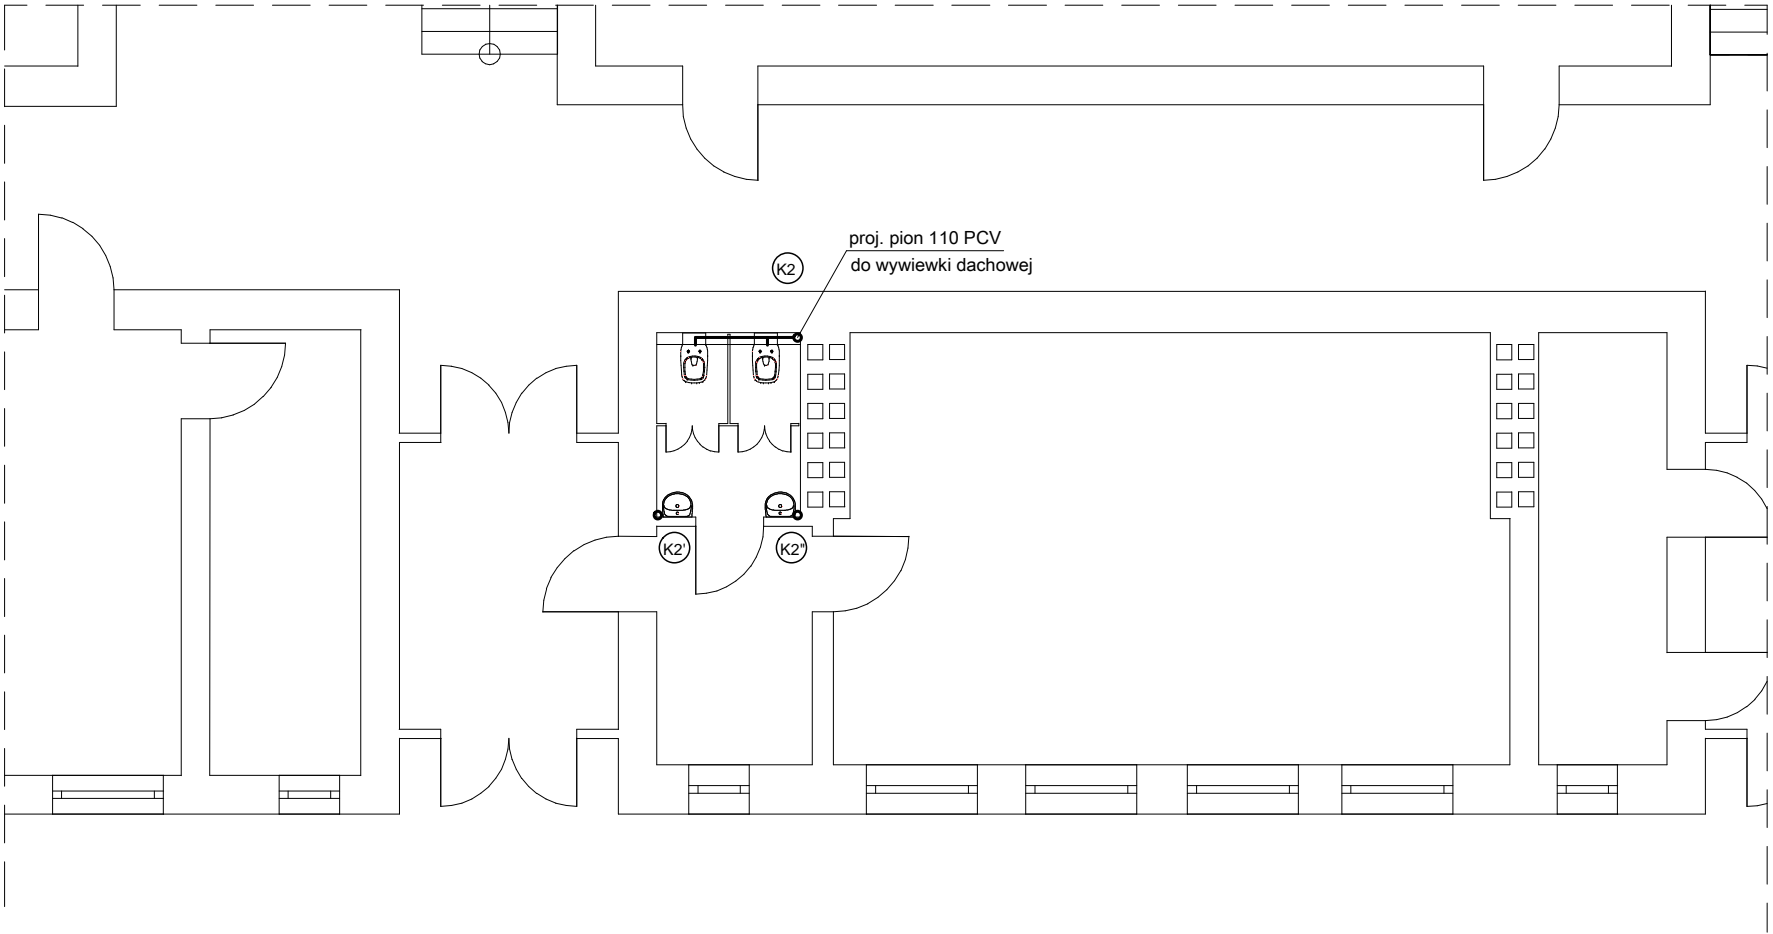 proj. pion 110 PCV
do wywiewki dachowej
K2
K2'
K2"